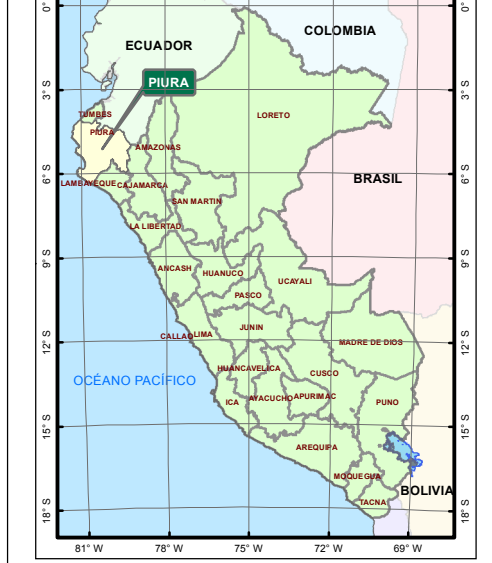 0°
0°
COLOMBIA
ECUADOR
PIURA
3° S
3° S
TUMBES
LORETO
PIURA
AMAZONAS
6° S
6° S
BRASIL
LAMBAYEQUE
CAJAMARCA
SAN MARTIN
LA LIBERTAD
9° S
9° S
ANCASH
HUANUCO
UCAYALI
PASCO
JUNIN
CALLAO
LIMA
MADRE DE DIOS
12° S
12° S
HUANCAVELICA
CUSCO
OCÉANO PACÍFICO
ICA
AYACUCHO
APURIMAC
PUNO
15° S
15° S
AREQUIPA
MOQUEGUA
BOLIVIA
TACNA
18° S
18° S
81° W
78° W
75° W
72° W
69° W